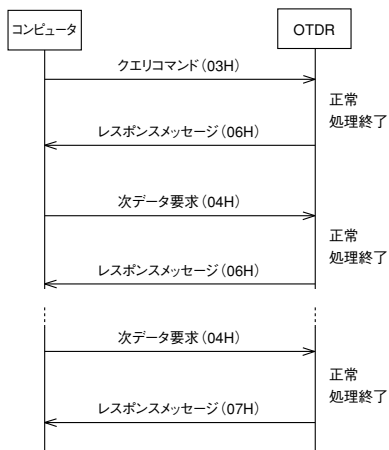 コンピュータ
OTDR
クエリコマンド(03H)
正常
処理終了
レスポンスメッセージ(06H)
次データ要求(04H)
正常
処理終了
レスポンスメッセージ(06H)
次データ要求(04H)
正常
処理終了
レスポンスメッセージ(07H)